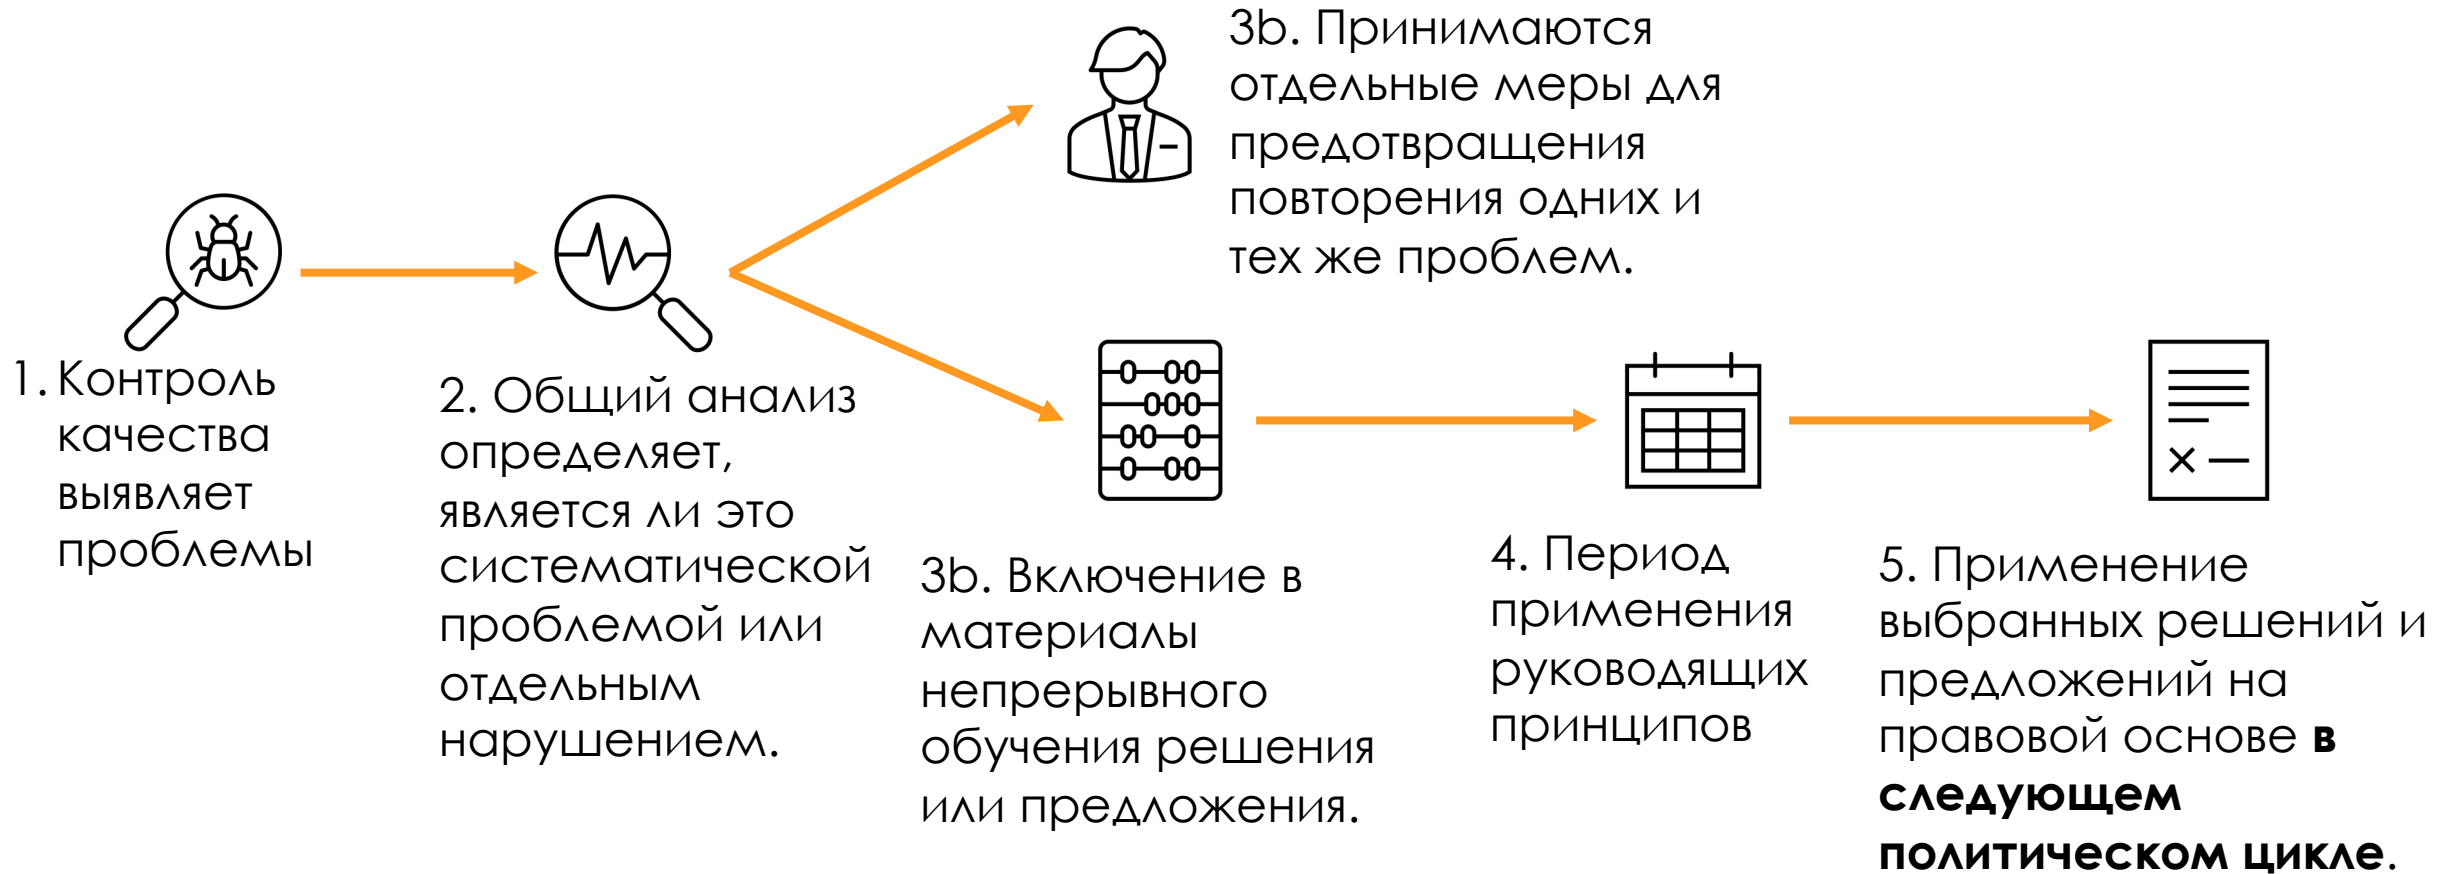 1. Контроль
качества
выявляет
проблемы
2. Общий анализ
определяет,
является ли это
систематической
проблемой или
отдельным
нарушением.
3b. Принимаются
отдельные меры для
предотвращения
повторения одних и
тех же проблем.
3b. Включение в
материалы
непрерывного
обучения решения
или предложения.
4. Период
применения
руководящих
принципов
5. Применение
выбранных решений и
предложений на
правовой основе в
следующем
политическом цикле.